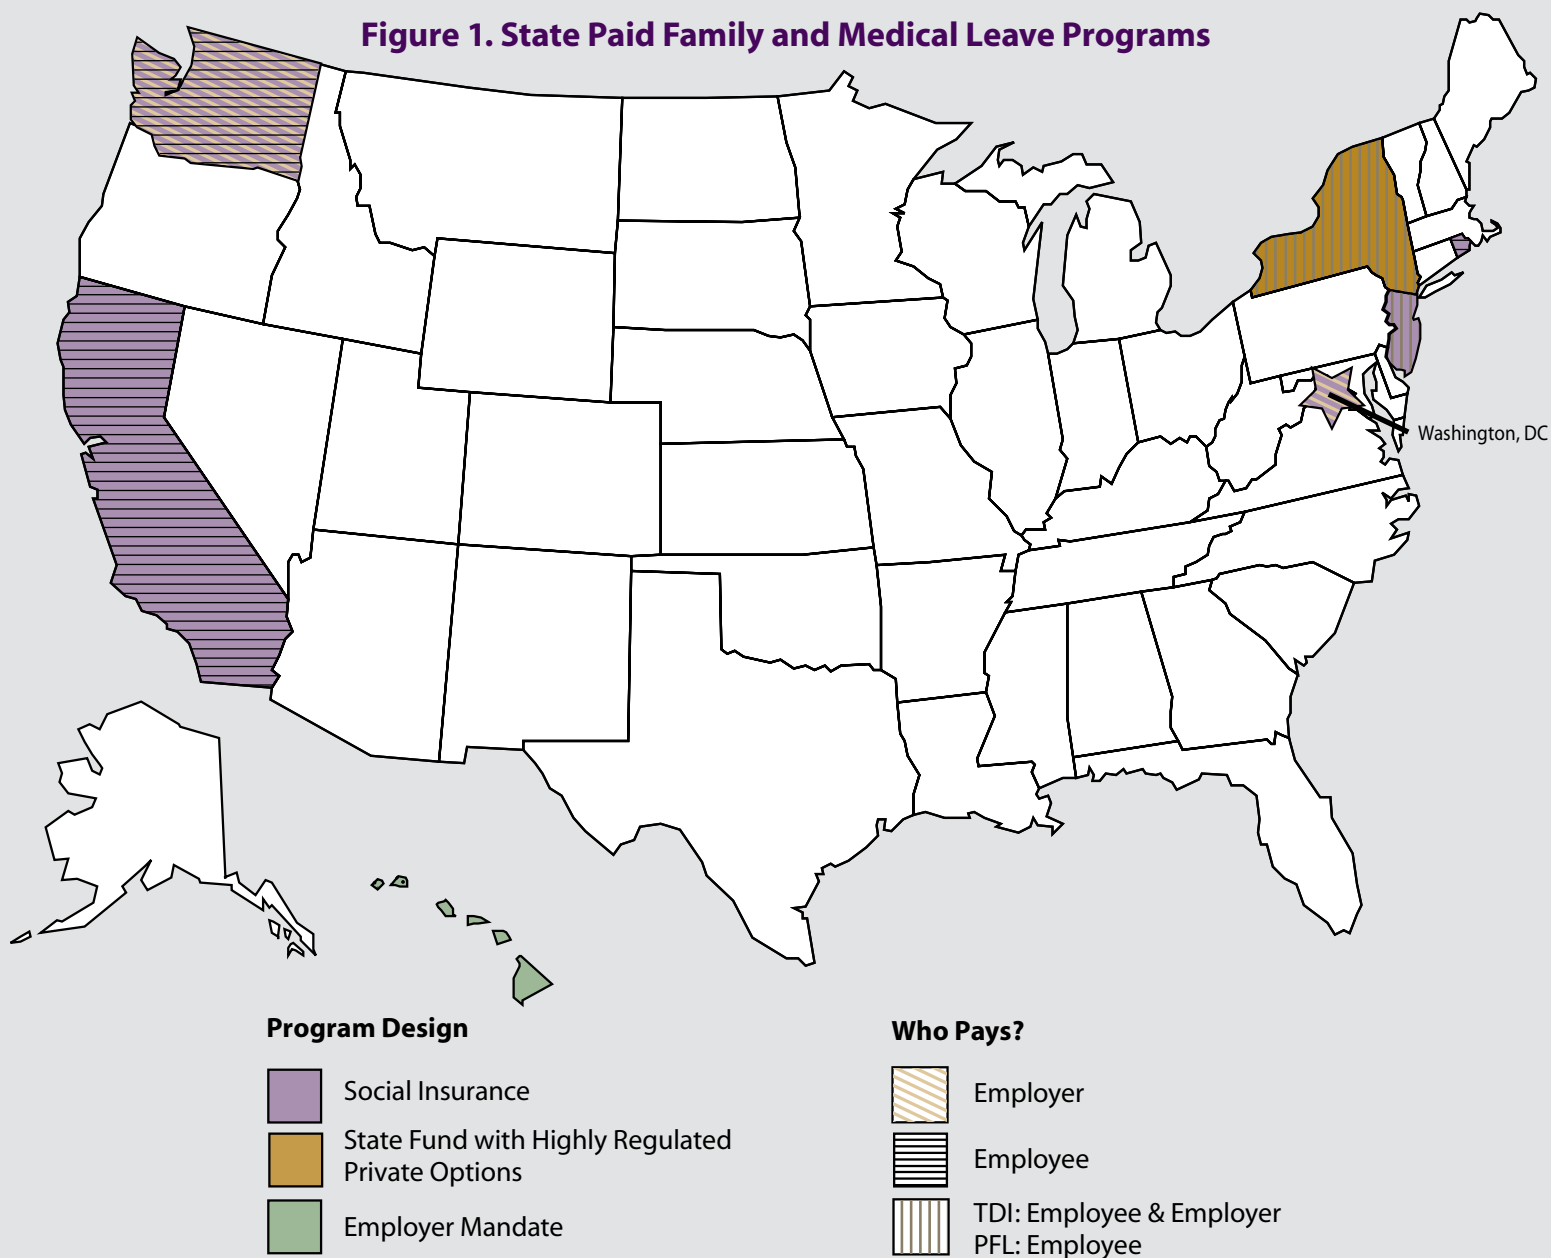 Figure 1. State Paid Family and Medical Leave Programs
Washington, DC
Program Design
Social Insurance
State Fund with Highly Regulated
Private Options
Employer Mandate
Who Pays?
Employer
Employee
TDI: Employee & Employer
PFL: Employee